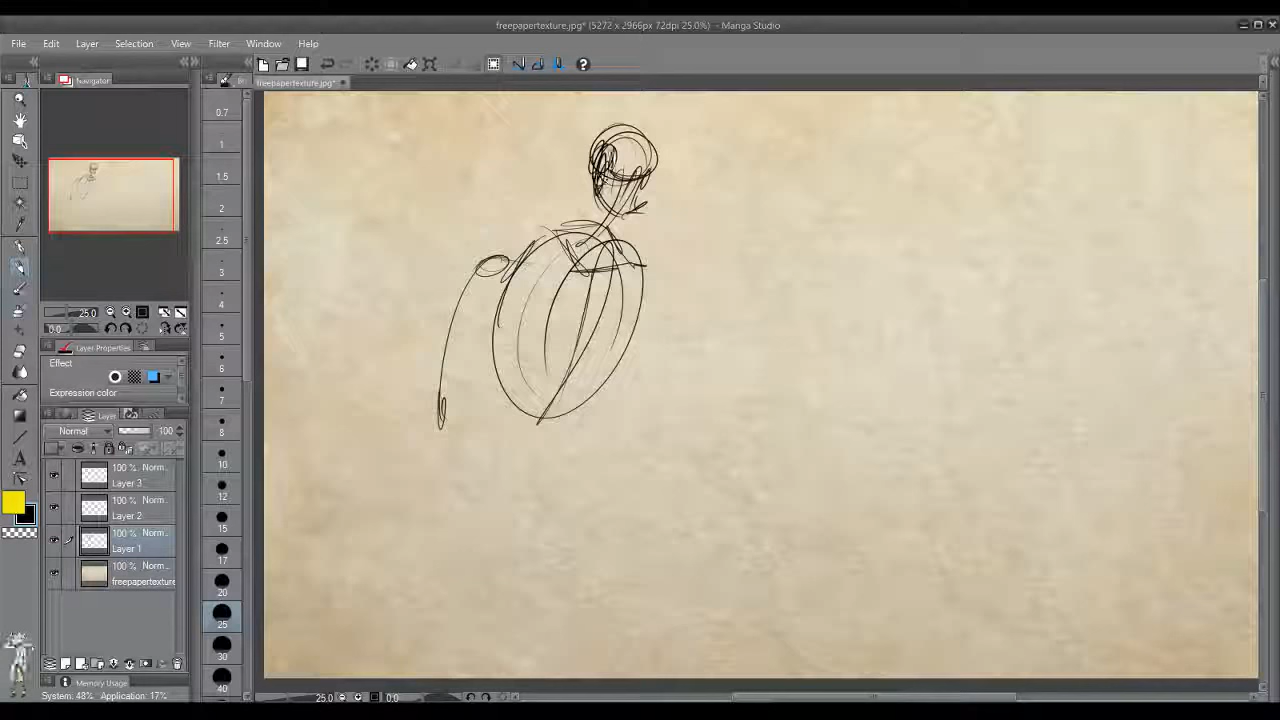 freepapertexture.jpg* (5272 x 2966px 72dpi 25.0%) - Manga Studio
File Edit Layer Selection View Filter Window Help
Navigator
freepapertexture.jpg*
25.0
0.0
Layer Properties
Effect
Expression color
Layer
Normal 100
100 % Norm..
Layer 3
100 % Norm..
Layer 2
100 % Norm..
Layer 1
100 % Norm..
freepapertexture
Memory Usage
System: 48% Application: 17%
0.7
1
1.5
2
2.5
3
4
5
6
7
8
10
12
15
17
20
25
30
40
25.0
0.0